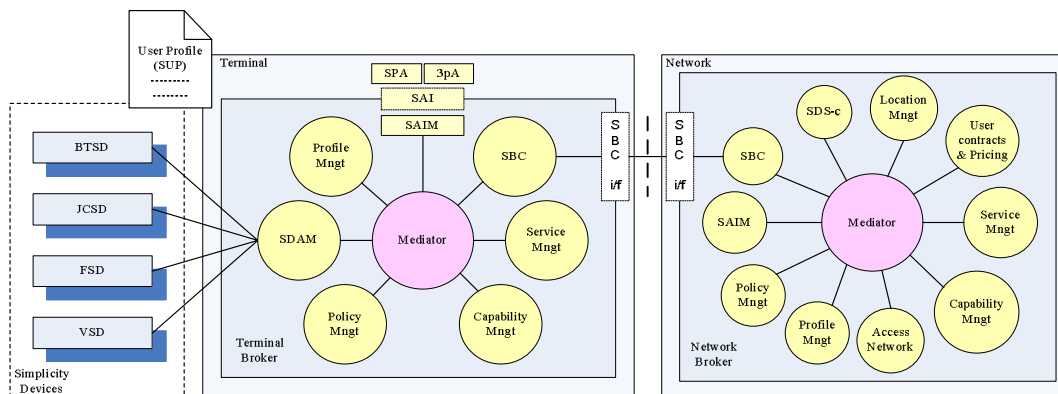 User Profile
(SUP)
BTSD
JCSD
FSD
VSD
Simplicity
Devices
Terminal
SPA
3pA
SAI
SAIM
Profile
Mngt
SBC
SDAM
Mediator
Service
Mngt
Policy
Mngt
Capability
Mngt
Terminal
Broker
S
B
C
i/f
Network
S
B
C
i/f
SDS-c
Location
Mngt
User
contracts
& Pricing
SBC
SAIM
Mediator
Service
Mngt
Policy
Mngt
Profile
Mngt
Access
Network
Capability
Mngt
Network
Broker